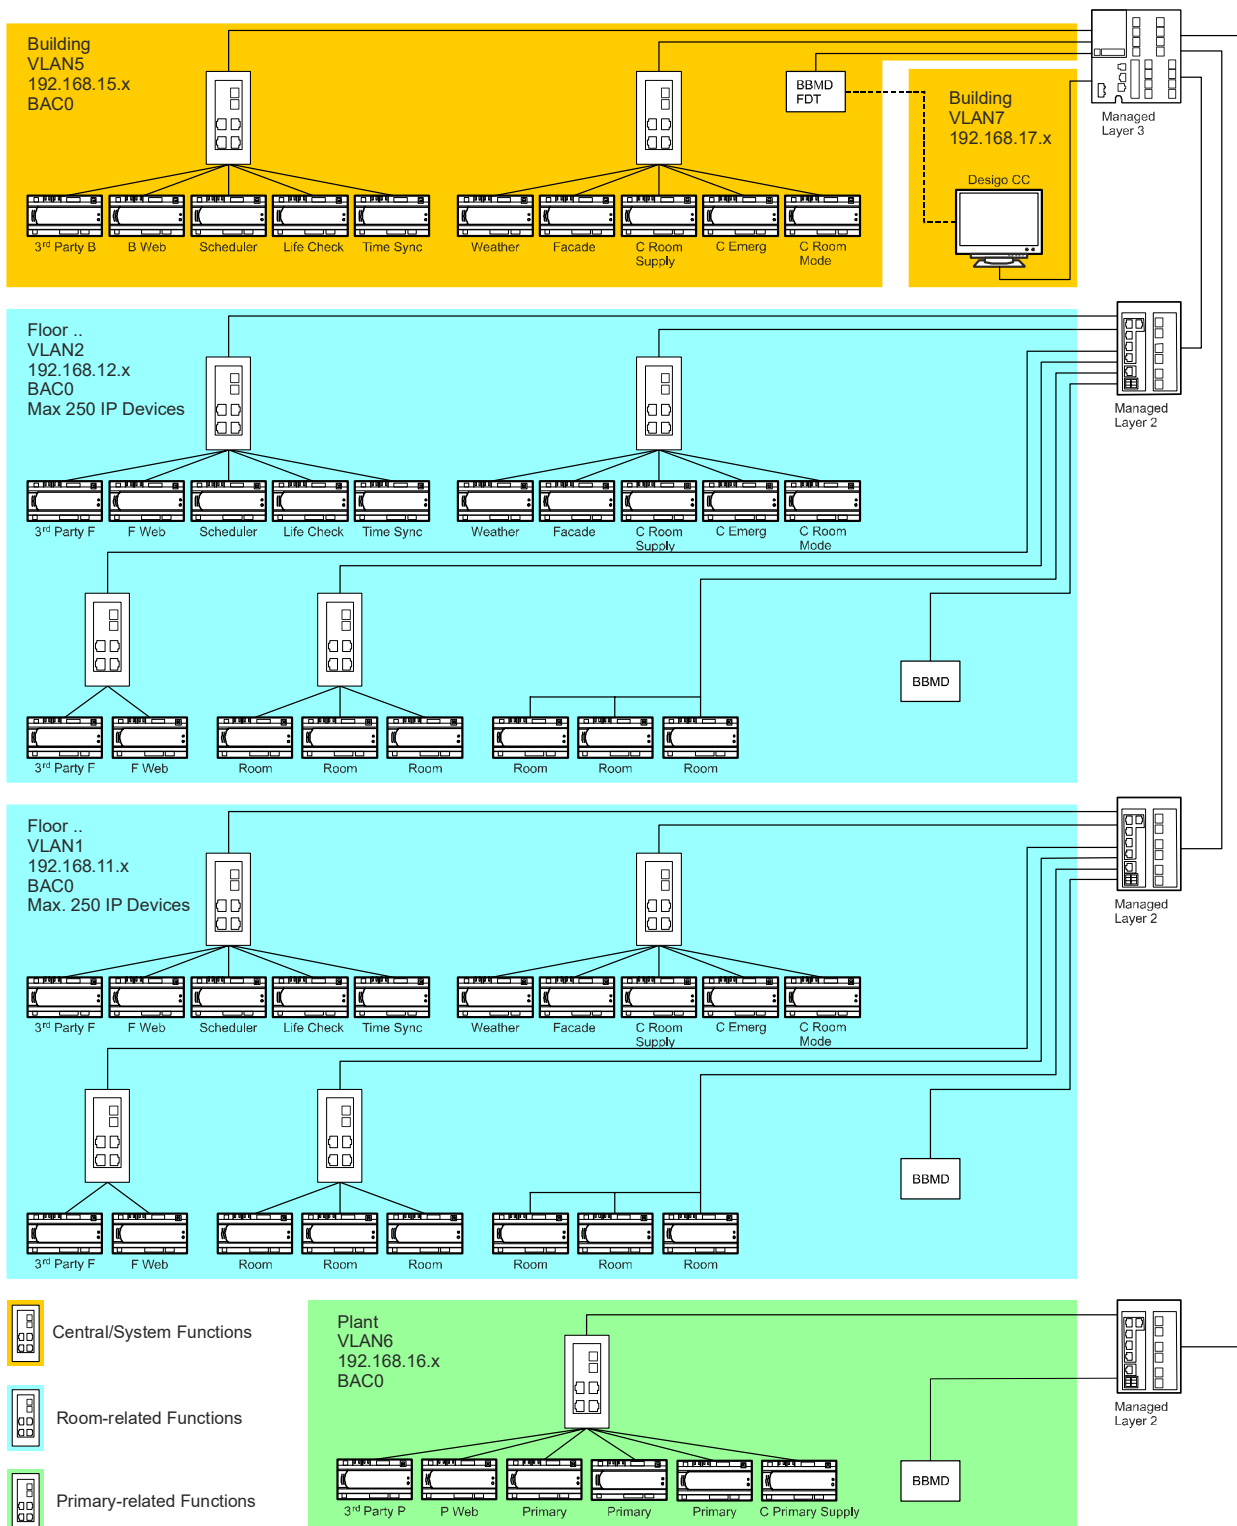 Building
VLAN5
192.168.15.x
BAC0
BBMD
FDT
Building
VLAN7
192.168.17.x
Managed
Layer 3
Desigo CC
3rd Party B
B Web
Scheduler
Life Check
Time Sync
Weather
Facade
C Room
Supply
C Emerg
C Room
Mode
Floor ..
VLAN2
192.168.12.x
BAC0
Max 250 IP Devices
Managed
Layer 2
3rd Party F
F Web
Scheduler
Life Check
Time Sync
Weather
Facade
C Room
Supply
C Emerg
C Room
Mode
BBMD
3rd Party F
F Web
Room
Room
Room
Room
Room
Room
Floor ..
VLAN1
192.168.11.x
BAC0
Max. 250 IP Devices
Managed
Layer 2
3rd Party F
F Web
Scheduler
Life Check
Time Sync
Weather
Facade
C Room
Supply
C Emerg
C Room
Mode
BBMD
3rd Party F
F Web
Room
Room
Room
Room
Room
Room
Central/System Functions
Room-related Functions
Primary-related Functions
Plant
VLAN6
192.168.16.x
BAC0
Managed
Layer 2
BBMD
3rd Party P
P Web
Primary
Primary
Primary
C Primary Supply